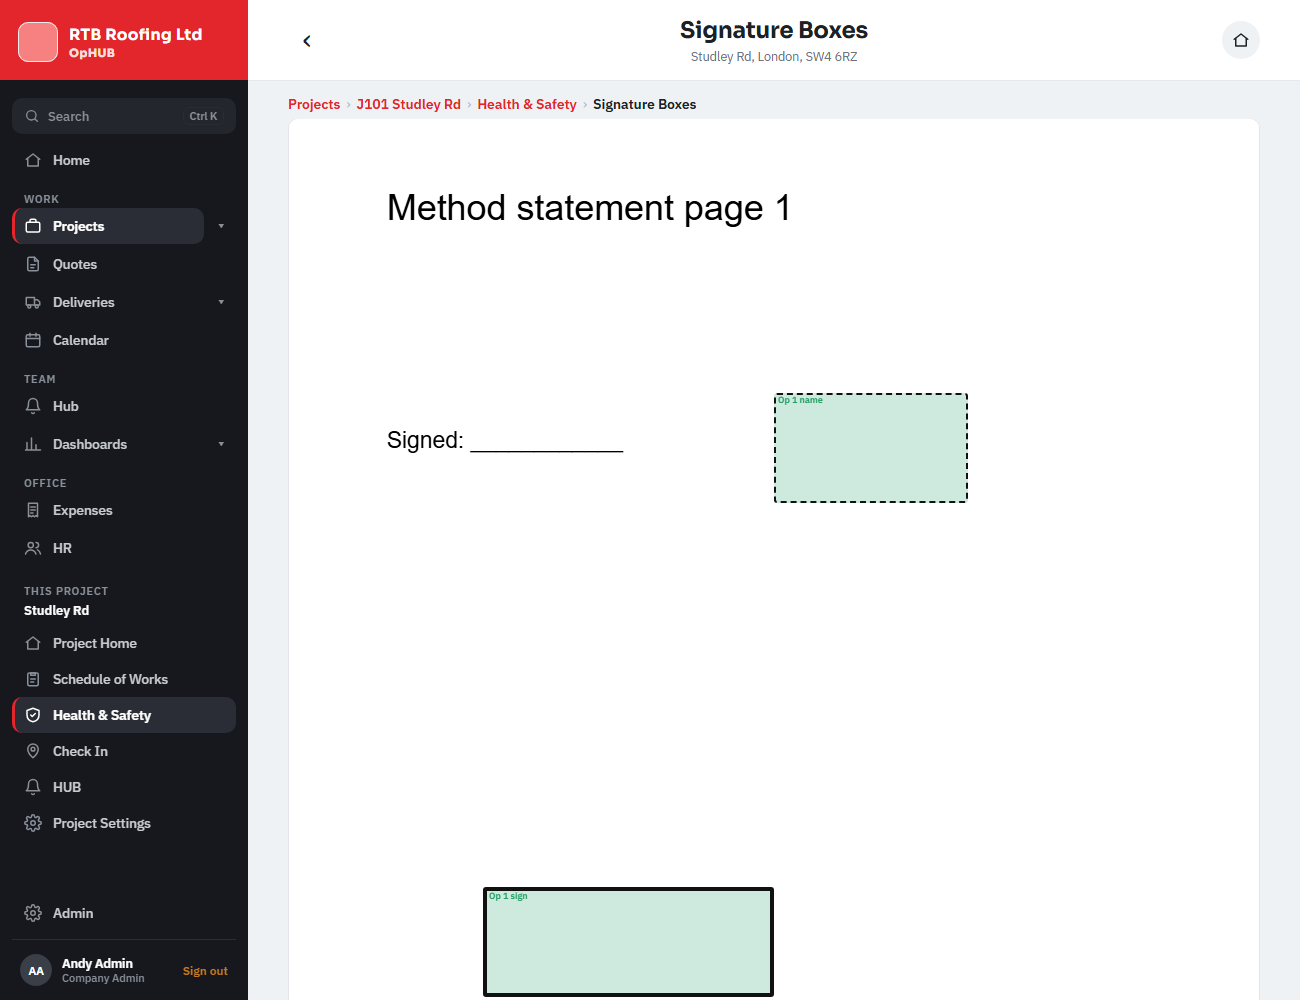 RTB Roofing Ltd
OpHUB
Search
Ctrl K
Home
WORK
Projects
Quotes
Deliveries
Calendar
TEAM
Hub
Dashboards
OFFICE
Expenses
HR
THIS PROJECT
Studley Rd
Project Home
Schedule of Works
Health & Safety
Check In
HUB
Project Settings
Admin
AA
Andy Admin
Company Admin
Sign out
Signature Boxes
Studley Rd, London, SW4 6RZ
Projects › J101 Studley Rd › Health & Safety › Signature Boxes
Method statement page 1
Op 1 name
Signed: ____________
Op 1 sign